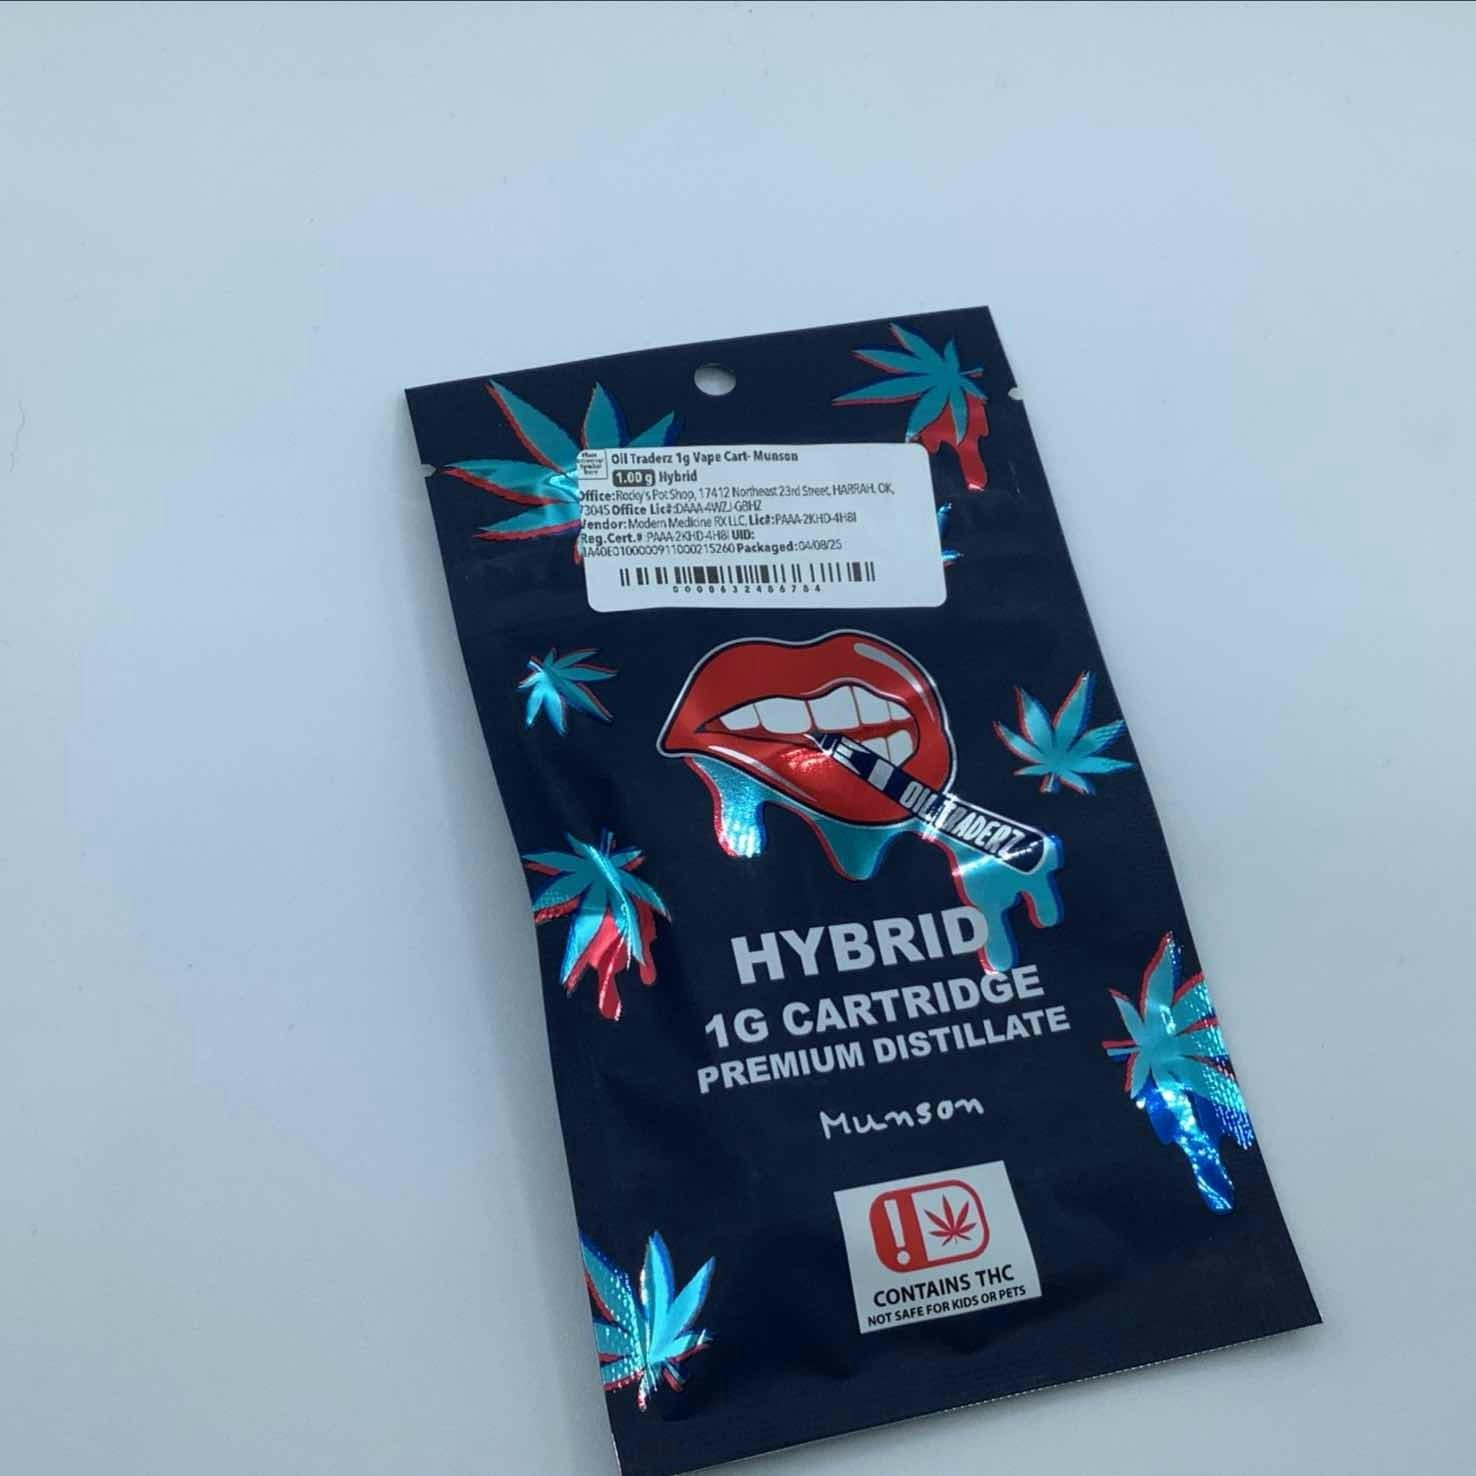 Oil Traderz 1g Vape Cart- Munson
1.00 g Hybrid
Office:Rocky's Pot Shop, 17412 Northeast 23rd Street, HARRAH, OK,
73045 Office Lic#:DAAA-4WZJ-GBHZ
Vendor: Modern Medicine RX LLC, Lic#:PAAA-2KHD-4H8I
Reg.Cert.#:PAAA-2KHD-4H8I UID:
1A40E0100000911000215260 Packaged:04/08/25
OIL TRADERZ
HYBRID
1G CARTRIDGE
PREMIUM DISTILLATE
Munson
!
CONTAINS THC
NOT SAFE FOR KIDS OR PETS